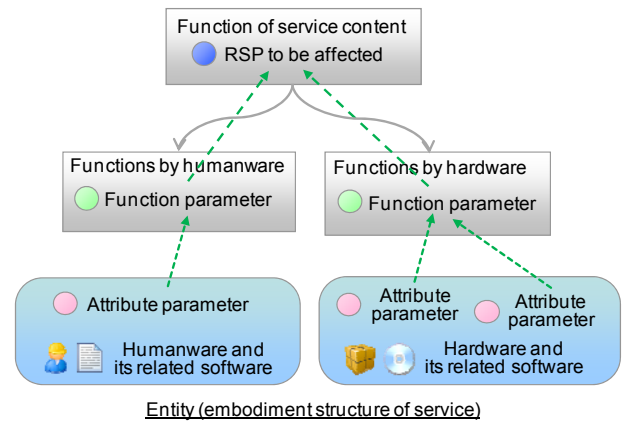 Function of service content
RSP to be affected
Functions by humanware
Function parameter
Functions by hardware
Function parameter
Attribute parameter
Humanware and
its related software
Attribute
parameter
Attribute
parameter
Hardware and
its related software
Entity (embodiment structure of service)